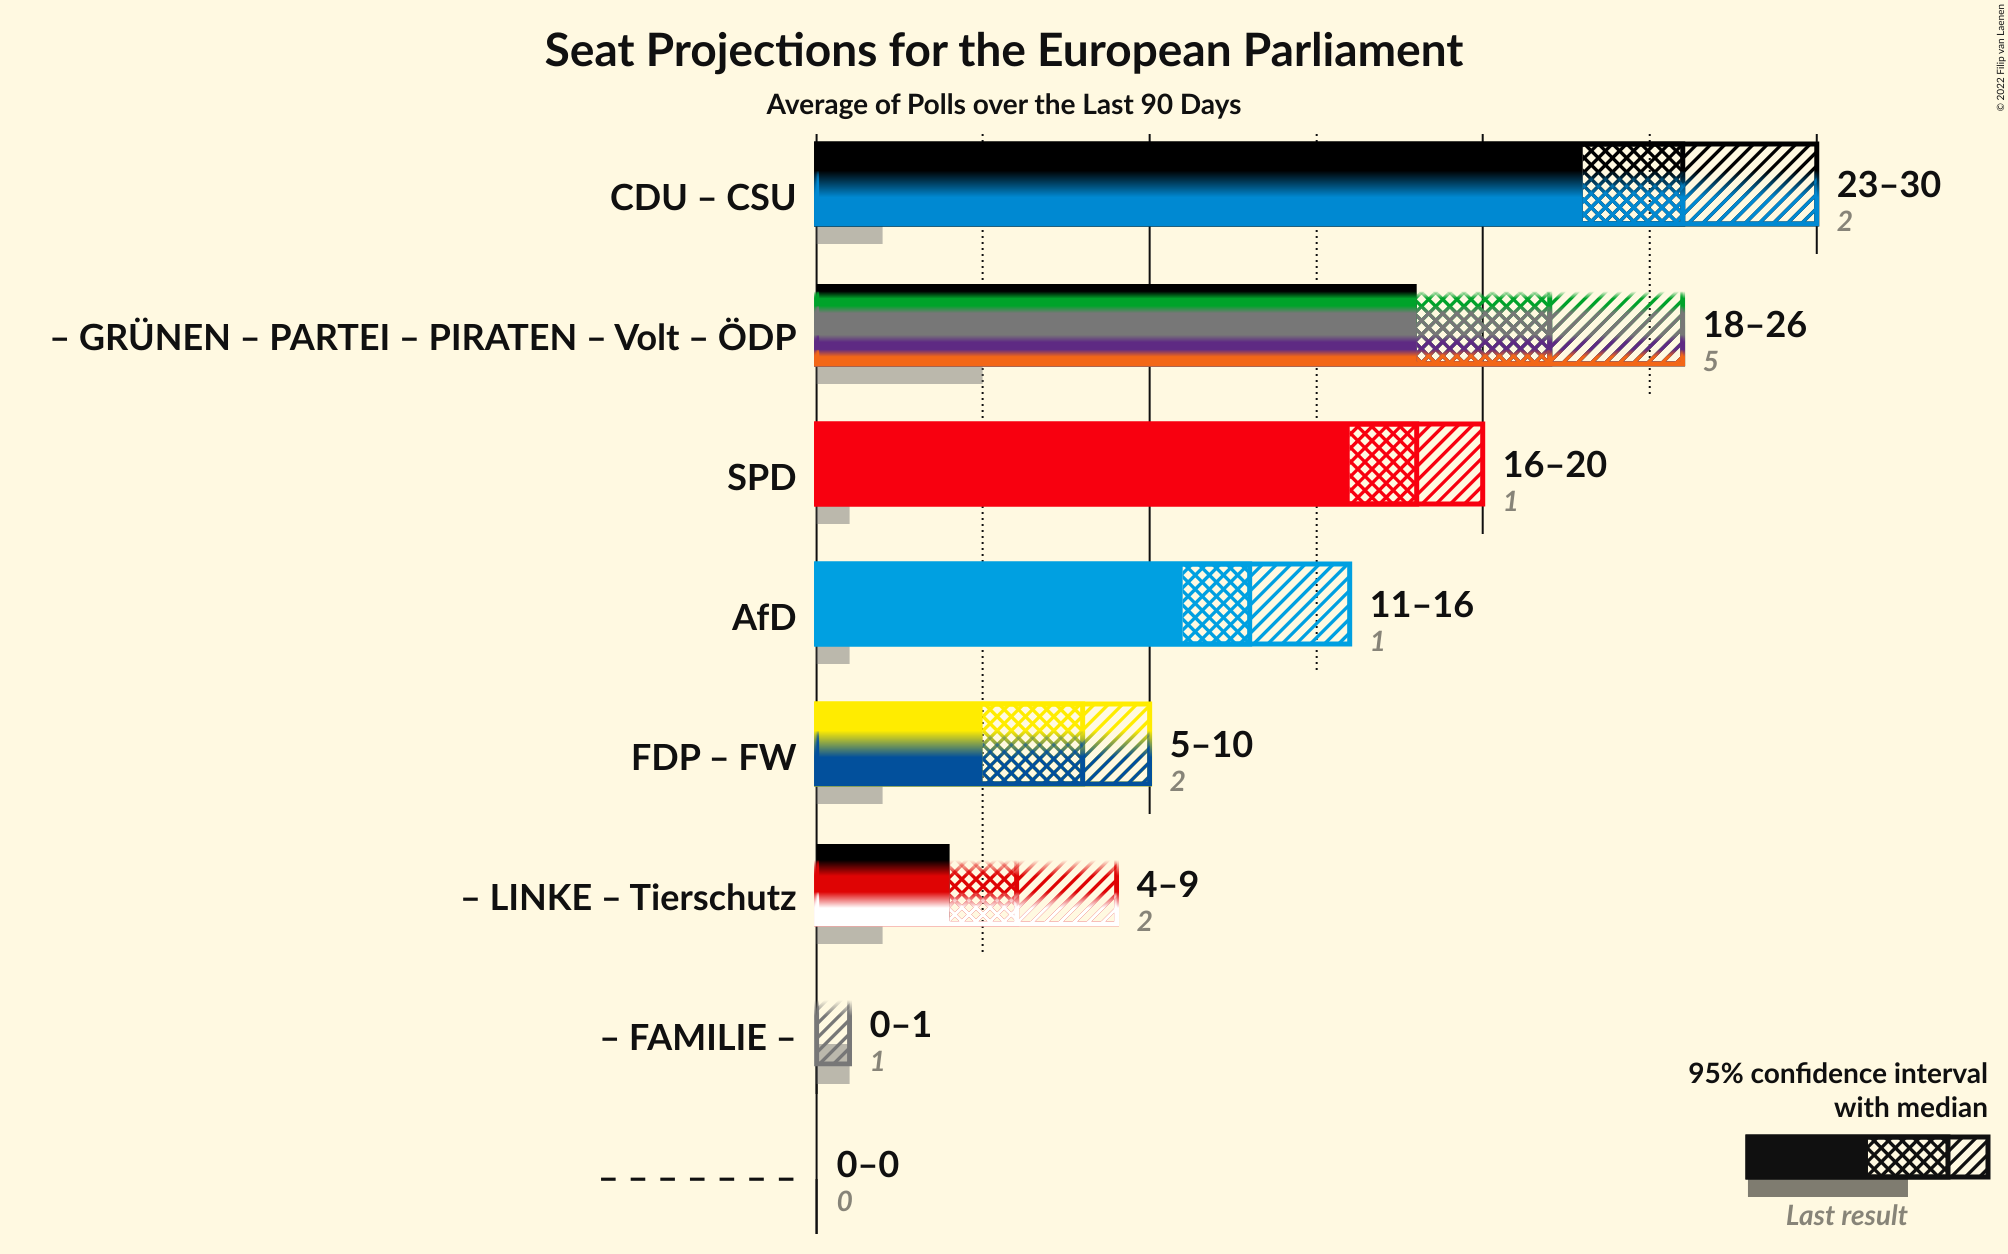 Seat Projections for the European Parliament
Average of Polls over the Last 90 Days
© 2022 Filip van Laenen
CDU – CSU
23–30
2
– GRÜNEN – PARTEI – PIRATEN – Volt – ÖDP
18–26
5
SPD
16–20
1
AfD
11–16
1
FDP – FW
5–10
2
– LINKE – Tierschutz
4–9
2
– FAMILIE –
0–1
1
– – – – – – –
0–0
0
95% confidence interval
with median
Last result